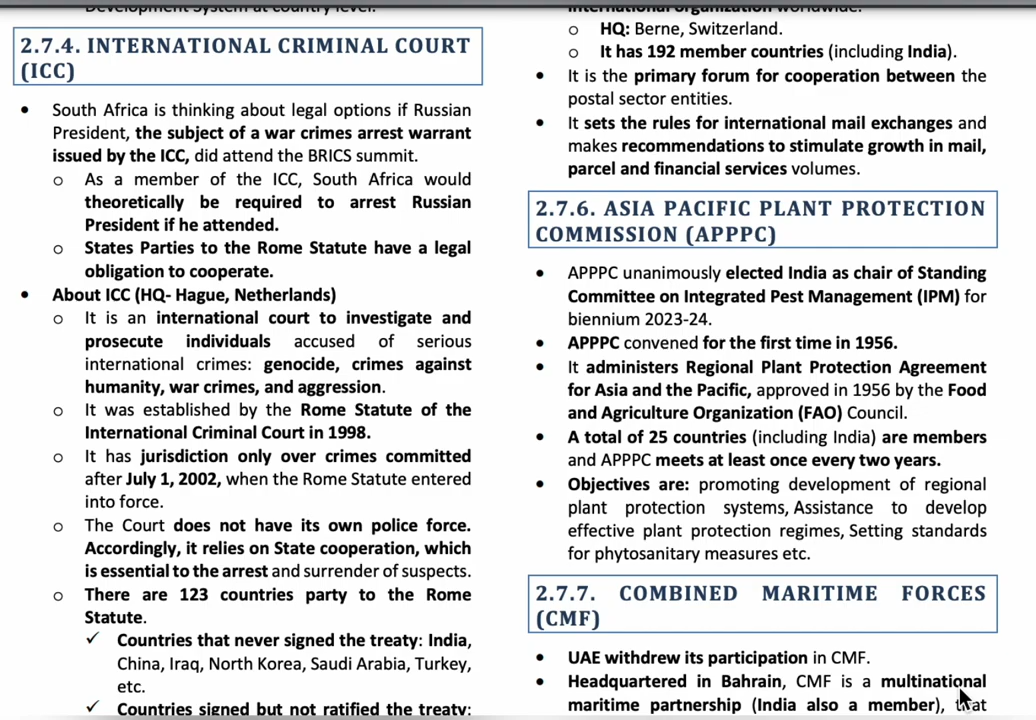 Development System at country level.
2.7.4. INTERNATIONAL CRIMINAL COURT
(ICC)
• South Africa is thinking about legal options if Russian
President, the subject of a war crimes arrest warrant
issued by the ICC, did attend the BRICS summit.
o As a member of the ICC, South Africa would
theoretically be required to arrest Russian
President if he attended.
o States Parties to the Rome Statute have a legal
obligation to cooperate.
• About ICC (HQ- Hague, Netherlands)
o It is an international court to investigate and
prosecute individuals accused of serious
international crimes: genocide, crimes against
humanity, war crimes, and aggression.
o It was established by the Rome Statute of the
International Criminal Court in 1998.
o It has jurisdiction only over crimes committed
after July 1, 2002, when the Rome Statute entered
into force.
o The Court does not have its own police force.
Accordingly, it relies on State cooperation, which
is essential to the arrest and surrender of suspects.
o There are 123 countries party to the Rome
Statute.
✓ Countries that never signed the treaty: India,
China, Iraq, North Korea, Saudi Arabia, Turkey,
etc.
✓ Countries signed but not ratified the treaty:
international organization worldwide.
o HQ: Berne, Switzerland.
o It has 192 member countries (including India).
• It is the primary forum for cooperation between the
postal sector entities.
• It sets the rules for international mail exchanges and
makes recommendations to stimulate growth in mail,
parcel and financial services volumes.
2.7.6. ASIA PACIFIC PLANT PROTECTION
COMMISSION (APPPC)
• APPPC unanimously elected India as chair of Standing
Committee on Integrated Pest Management (IPM) for
biennium 2023-24.
• APPPC convened for the first time in 1956.
• It administers Regional Plant Protection Agreement
for Asia and the Pacific, approved in 1956 by the Food
and Agriculture Organization (FAO) Council.
• A total of 25 countries (including India) are members
and APPPC meets at least once every two years.
• Objectives are: promoting development of regional
plant protection systems, Assistance to develop
effective plant protection regimes, Setting standards
for phytosanitary measures etc.
2.7.7. COMBINED MARITIME FORCES
(CMF)
• UAE withdrew its participation in CMF.
• Headquartered in Bahrain, CMF is a multinational
maritime partnership (India also a member), that